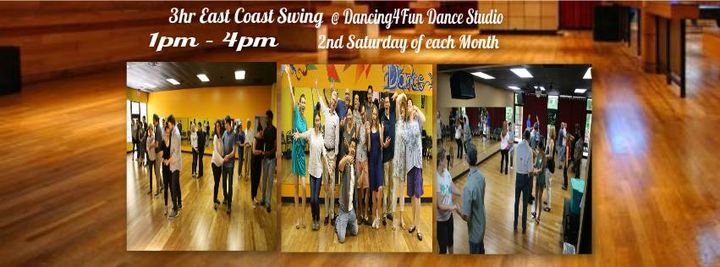 3hr East Coast Swing @ Dancing4Fun Dance Studio
1pm - 4pm 2nd Saturday of each Month